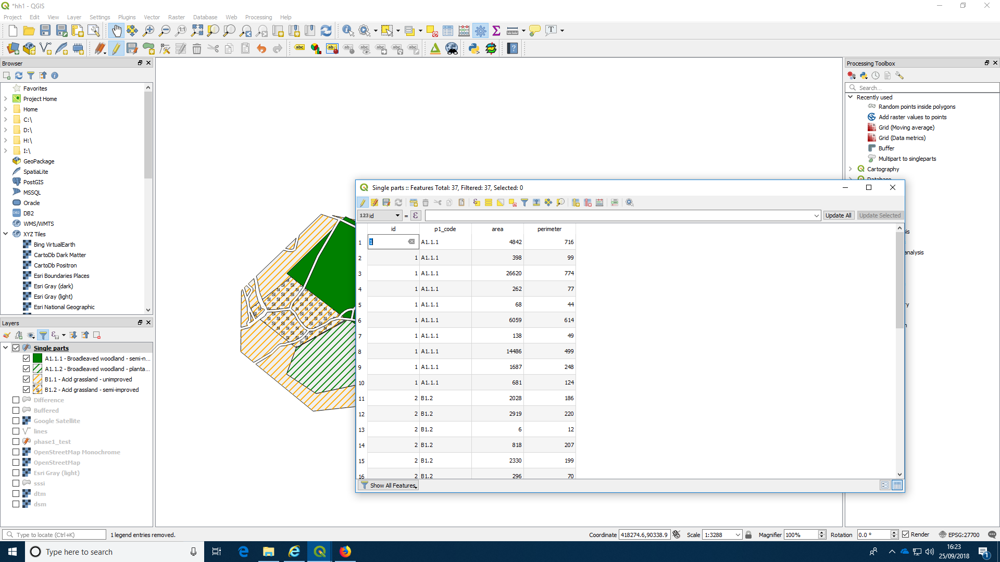 *hh1 - QGIS
Project Edit View Layer Settings Plugins Vector Raster Database Web Processing Help
Browser
Favorites
Project Home
Home
C:\
D:\
H:\
I:\
GeoPackage
SpatiaLite
PostGIS
MSSQL
Oracle
DB2
WMS/WMTS
XYZ Tiles
Bing VirtualEarth
CartoDb Dark Matter
CartoDb Positron
Esri Boundaries Places
Esri Gray (dark)
Esri Gray (light)
Esri National Geographic
Layers
Single parts
A1.1.1 - Broadleaved woodland - semi-n...
A1.1.2 - Broadleaved woodland - planta...
B1.1 - Acid grassland - unimproved
B1.2 - Acid grassland - semi-improved
Difference
Buffered
Google Satellite
lines
phase1_test
OpenStreetMap Monochrome
OpenStreetMap
Esri Gray (light)
sssi
dtm
dsm
Processing Toolbox
Search...
Recently used
Random points inside polygons
Add raster values to points
Grid (Moving average)
Grid (Data metrics)
Buffer
Multipart to singleparts
Cartography
Single parts :: Features Total: 37, Filtered: 37, Selected: 0
123 id = ε Update All Update Selected
id p1_code area perimeter
1 1 A1.1.1 4842 716
2 1 A1.1.1 398 99
3 1 A1.1.1 26620 774
4 1 A1.1.1 262 77
5 1 A1.1.1 68 44
6 1 A1.1.1 6059 614
7 1 A1.1.1 138 49
8 1 A1.1.1 14486 499
9 1 A1.1.1 1687 248
10 1 A1.1.1 681 124
11 2 B1.2 2028 186
12 2 B1.2 2919 220
13 2 B1.2 6 12
14 2 B1.2 818 207
15 2 B1.2 2330 199
16 2 B1.2 296 70
Show All Features
Type to locate (Ctrl+K) 1 legend entries removed. Coordinate 418274.6,90338.9 Scale 1:3288 Magnifier 100% Rotation 0.0 ° Render EPSG:27700
Type here to search
16:23
25/09/2018
1